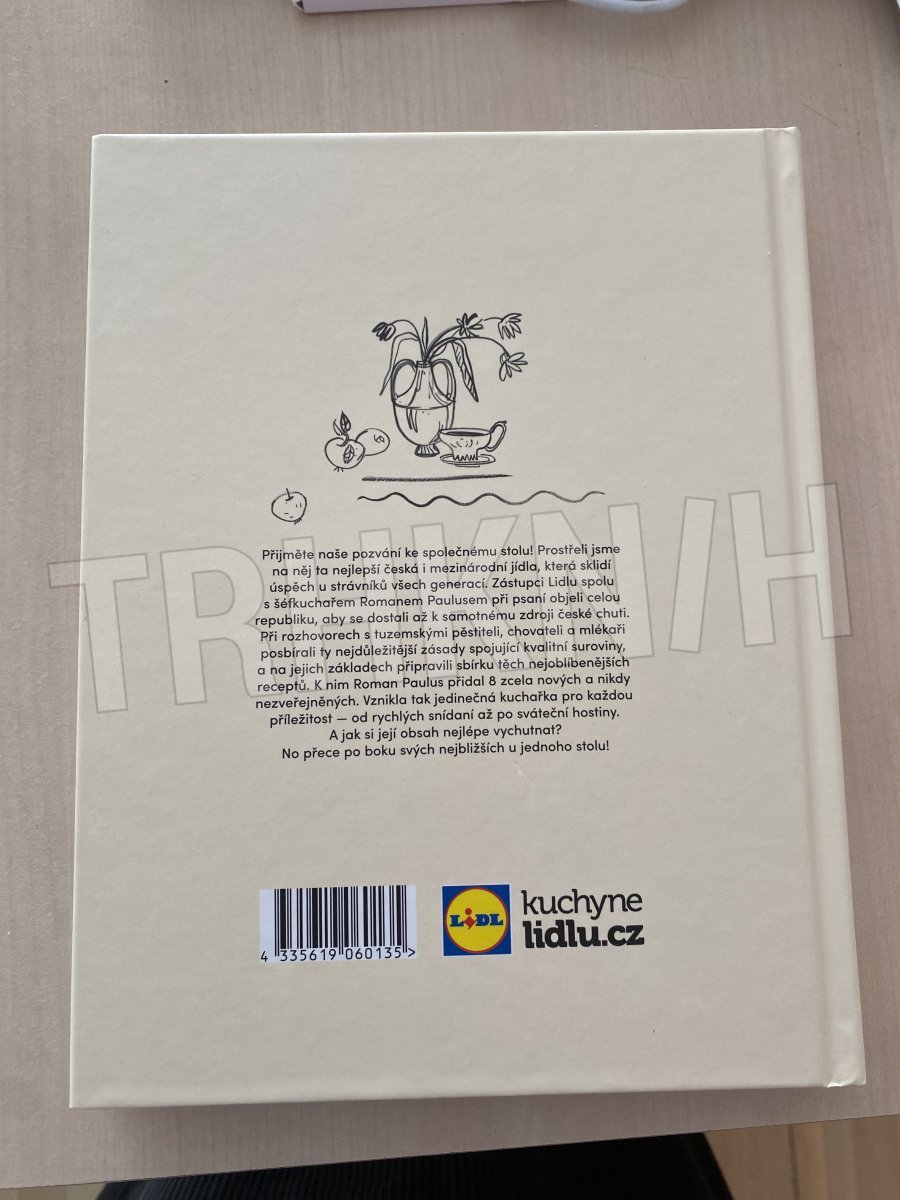 Přijměte naše pozvání ke společnému stolu! Prostřeli jsme
na něj ta nejlepší česká i mezinárodní jídla, která sklidí
úspěch u strávníků všech generací. Zástupci Lidlu spolu
s šéfkuchařem Romanem Paulusem při psaní objeli celou
republiku, aby se dostali až k samotnému zdroji české chuti.
Při rozhovorech s tuzemskými pěstiteli, chovateli a mlékaři
posbírali ty nejdůležitější zásady spojující kvalitní suroviny,
a na jejich základech připravili sbírku těch nejoblíbenějších
receptů. K nim Roman Paulus přidal 8 zcela nových a nikdy
nezveřejněných. Vznikla tak jedinečná kuchařka pro každou
příležitost — od rychlých snídaní až po sváteční hostiny.
A jak si její obsah nejlépe vychutnat?
No přece po boku svých nejbližších u jednoho stolu!
TRHKNIH
4 335619 060135 >
LIDL
kuchyne
lidlu.cz